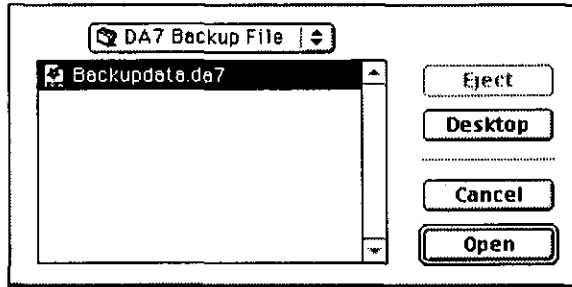 DA7 Backup File
Backupdata.da7
Eject
Desktop
Cancel
Open